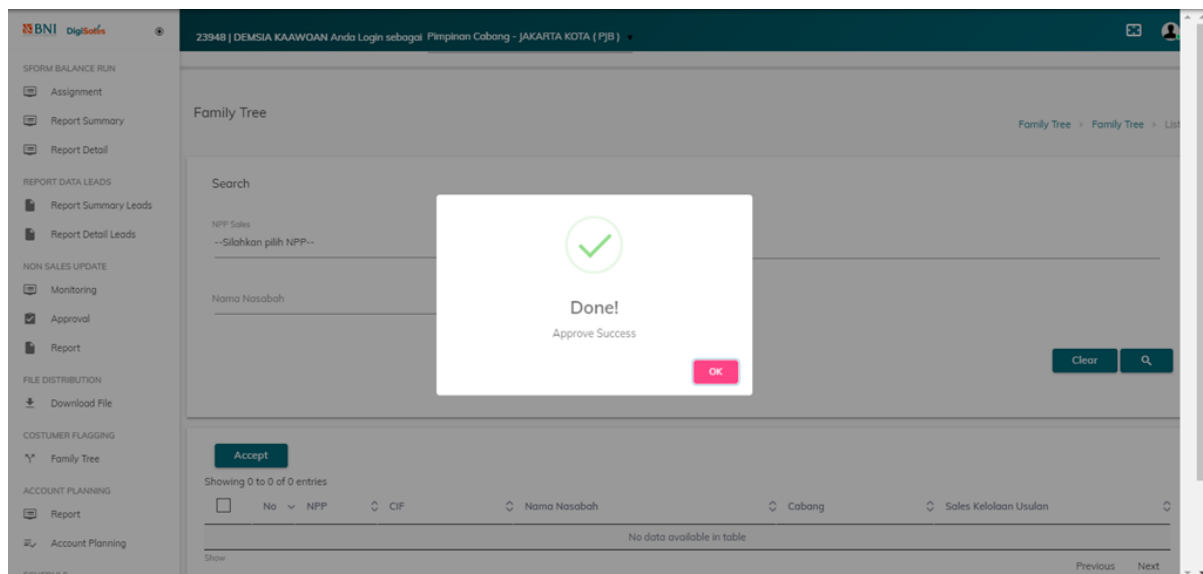 BNI DigiSales
23948 | DEMSIA KAAWOAN Anda Login sebagai Pimpinan Cabang - JAKARTA KOTA ( PJB )
SFORM BALANCE RUN
Assignment
Report Summary
Report Detail
REPORT DATA LEADS
Report Summary Leads
Report Detail Leads
NON SALES UPDATE
Monitoring
Approval
Report
FILE DISTRIBUTION
Download File
COSTUMER FLAGGING
Family Tree
ACCOUNT PLANNING
Report
Account Planning
SCHEDULE
Family Tree
Family Tree > Family Tree > List
Search
NPP Sales
--Silahkan pilih NPP--
Nama Nasabah
Done!
Approve Success
OK
Clear
Accept
Showing 0 to 0 of 0 entries
No NPP CIF Nama Nasabah Cabang Sales Kelolaan Usulan
No data available in table
Show
Previous Next